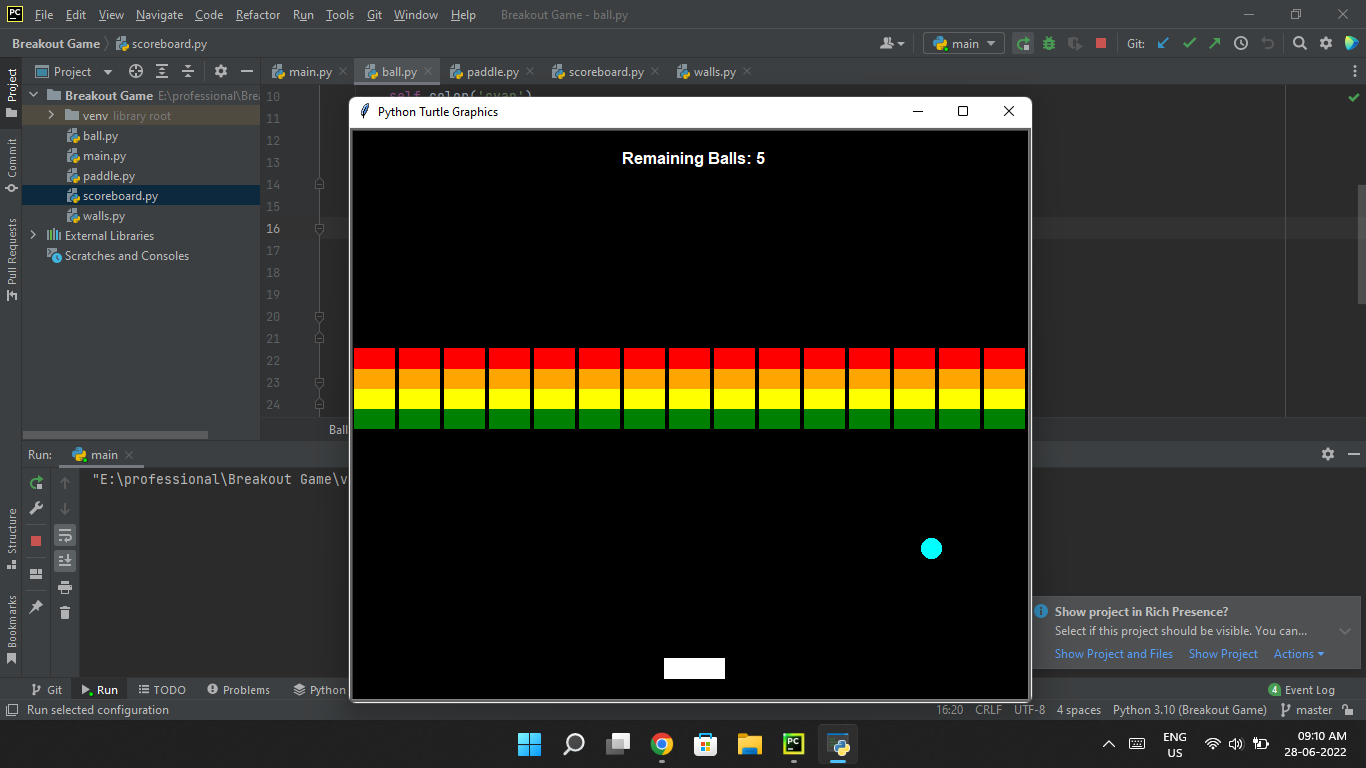 PC File Edit View Navigate Code Refactor Run Tools Git Window Help Breakout Game - ball.py
Breakout Game scoreboard.py main Git:
Project main.py ball.py paddle.py scoreboard.py walls.py
Project
Breakout Game E:\professional\Brea
venv library root
ball.py
main.py
paddle.py
scoreboard.py
walls.py
External Libraries
Scratches and Consoles
Commit
Pull Requests
10
11
12
13
14
15
16
17
18
19
20
21
22
23
24
self.color('cyan')
Ball
Python Turtle Graphics
Remaining Balls: 5
Run: main
"E:\professional\Breakout Game\v
Structure
Bookmarks
Show project in Rich Presence?
Select if this project should be visible. You can...
Show Project and Files Show Project Actions
Git Run TODO Problems Python
4 Event Log
Run selected configuration
16:20 CRLF UTF-8 4 spaces Python 3.10 (Breakout Game) master
PC
ENG
US
09:10 AM
28-06-2022